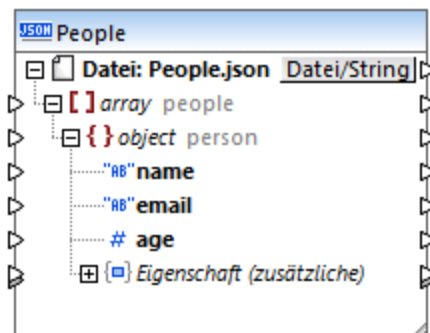 JSON People
Datei: People.json Datei/String
[ ] array people
{ } object person
"AB" name
"AB" email
# age
{ } Eigenschaft (zusätzliche)